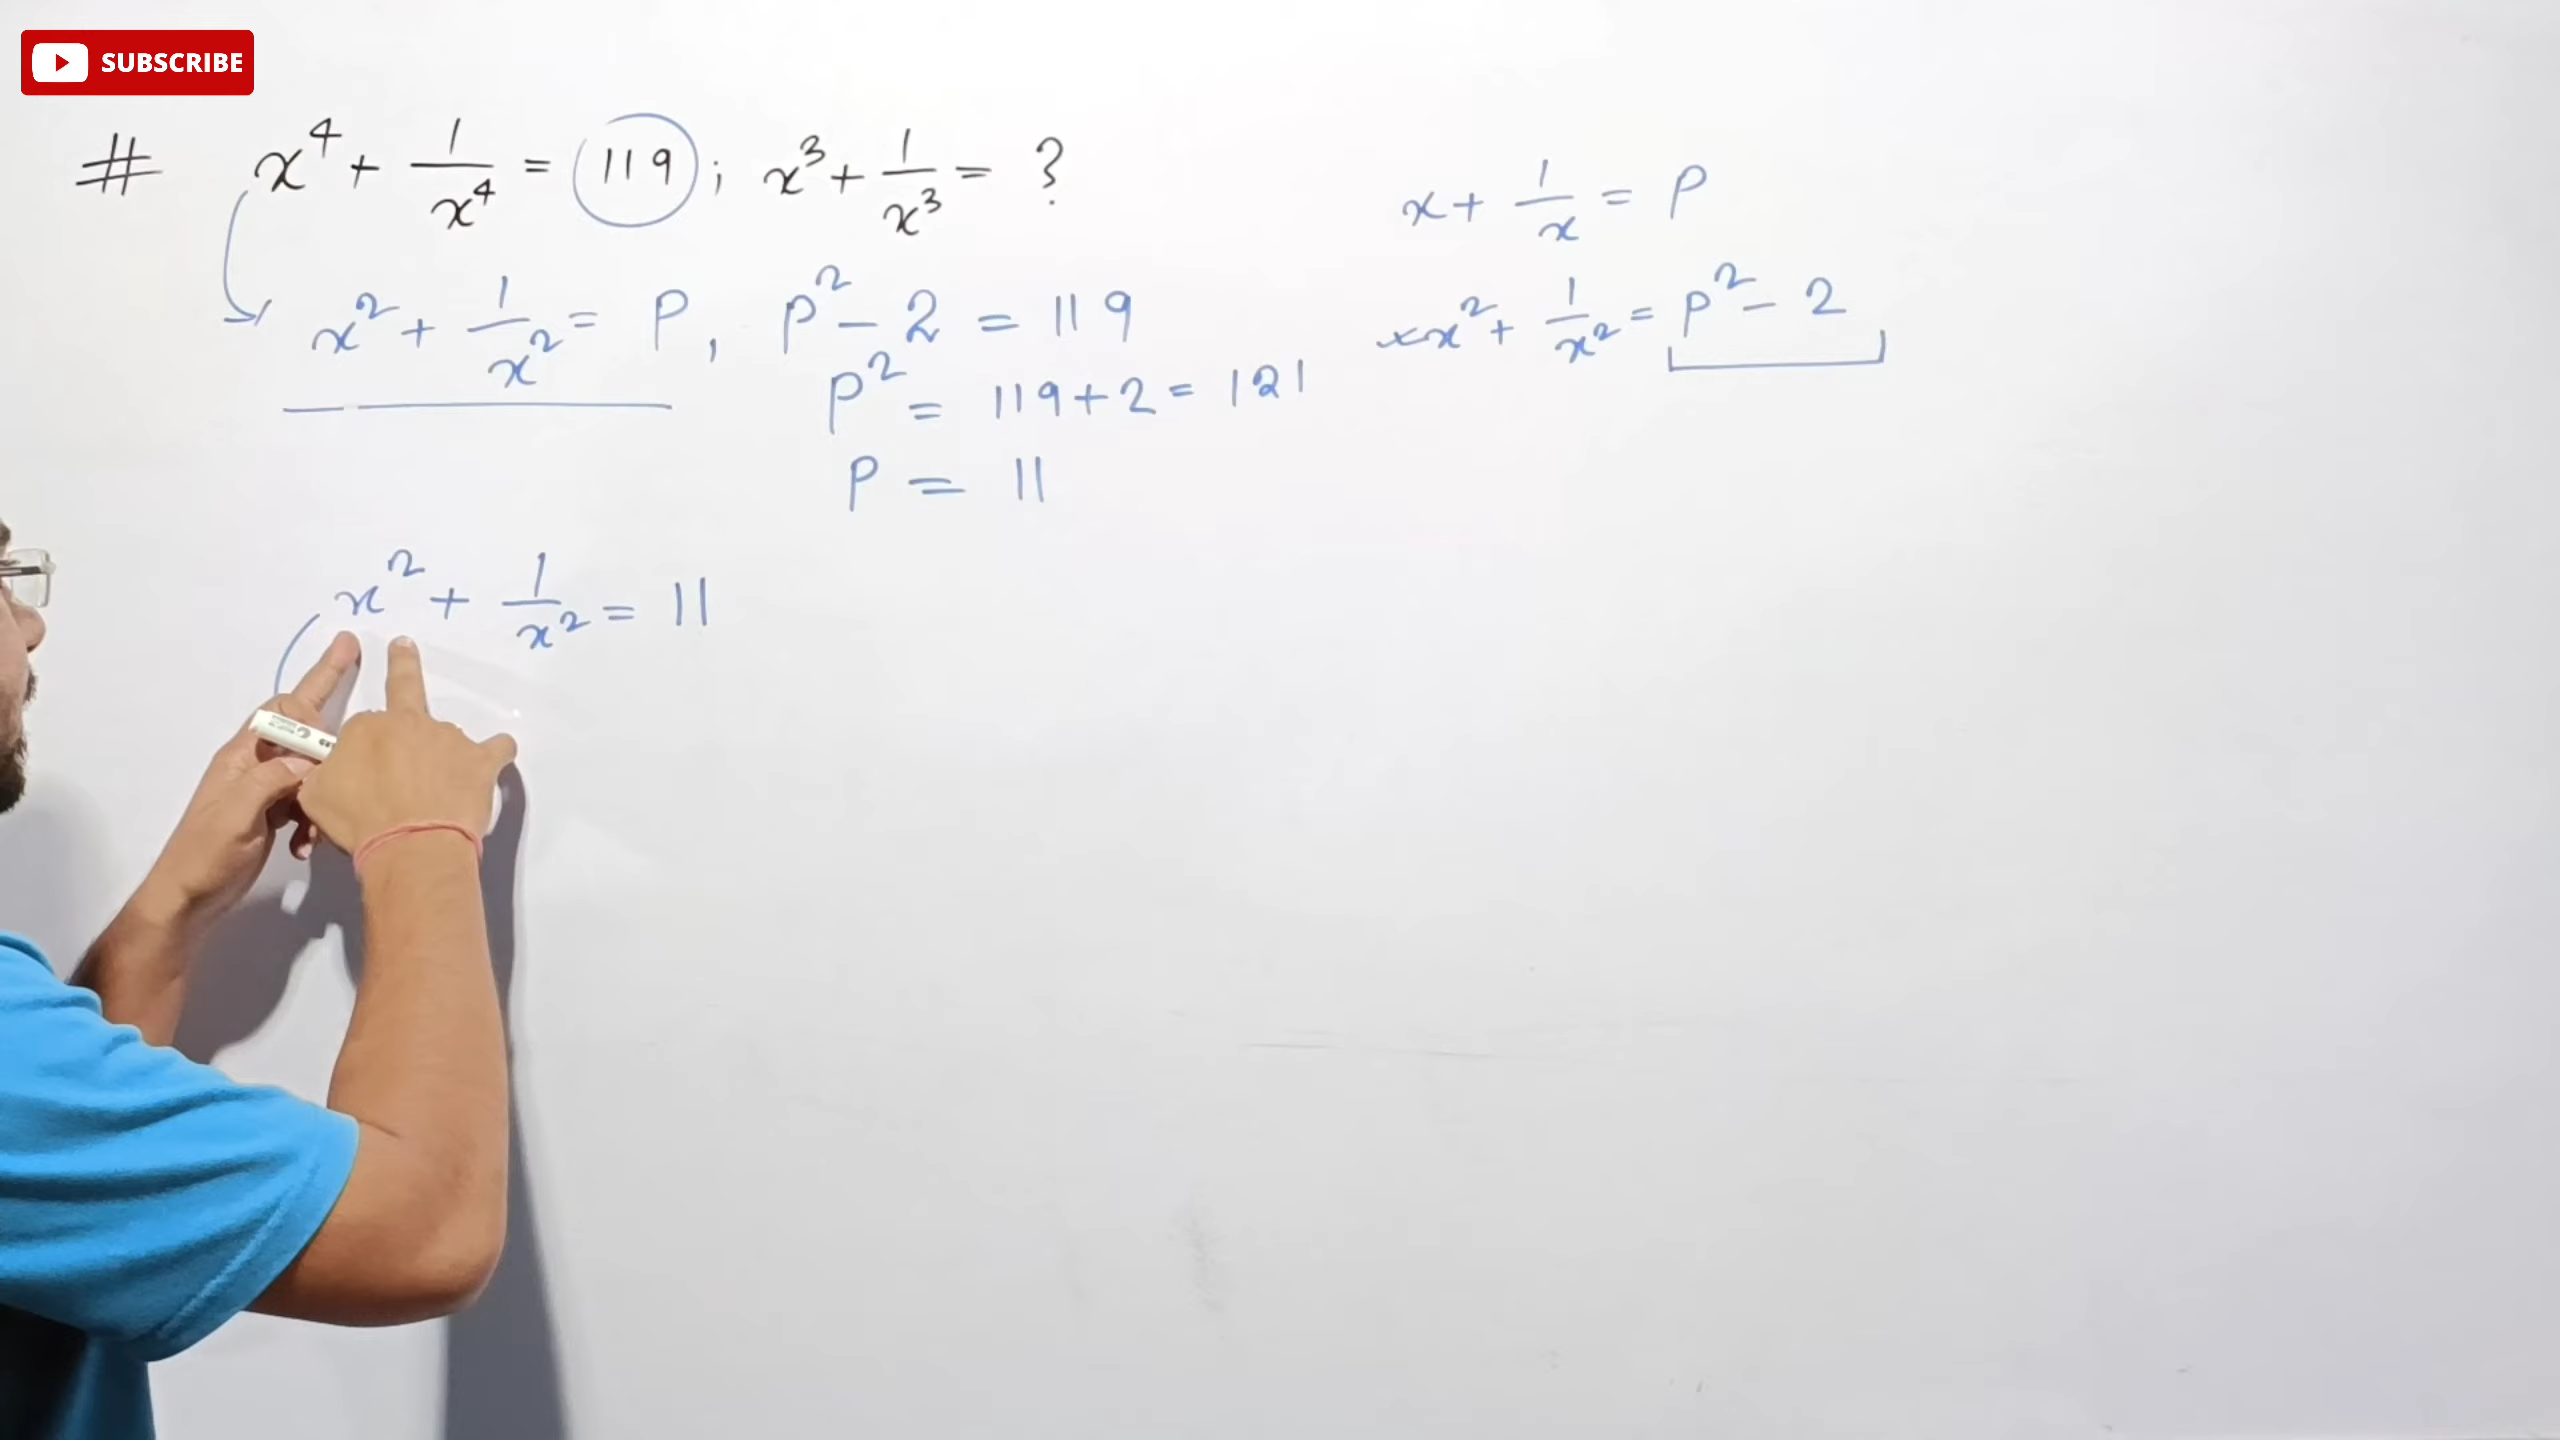 SUBSCRIBE
# x⁴ + 1/x⁴ = 119 ; x³ + 1/x³ = ?
x² + 1/x² = P , P² - 2 = 119
P² = 119 + 2 = 121
P = 11
x² + 1/x² = 11
x + 1/x = P
x² + 1/x² = P² - 2